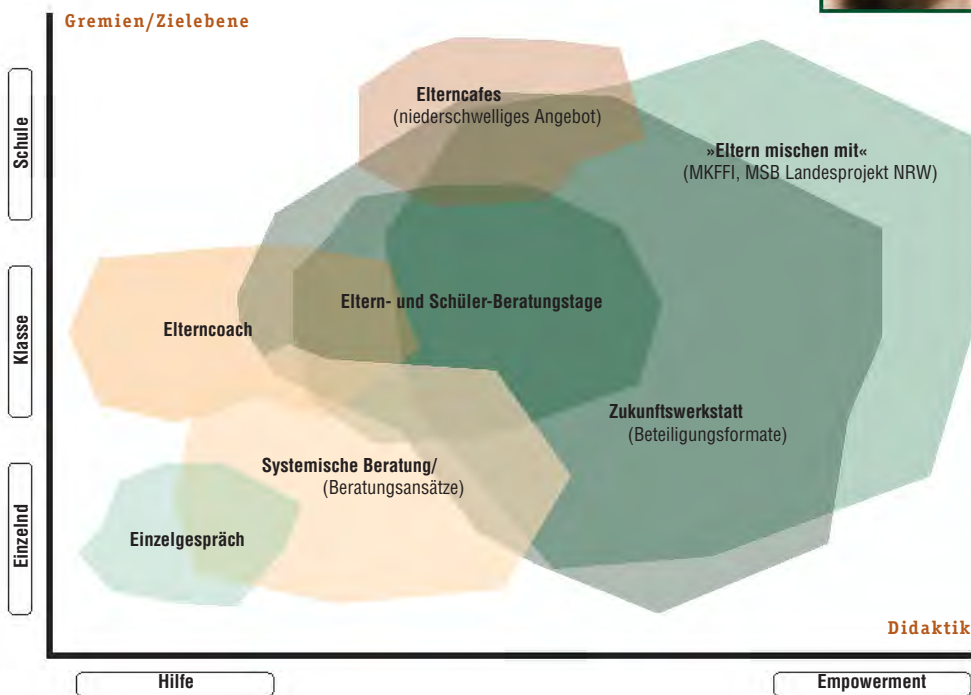 Gremien/Zielebene
Schule
Elterncafes
(niederschwelliges Angebot)
»Eltern mischen mit«
(MKFFI, MSB Landesprojekt NRW)
Klasse
Eltern- und Schüler-Beratungstage
Elterncoach
Zukunftswerkstatt
(Beteiligungsformate)
Systemische Beratung/
(Beratungsansätze)
Einzelnd
Einzelgespräch
Didaktik
Hilfe
Empowerment